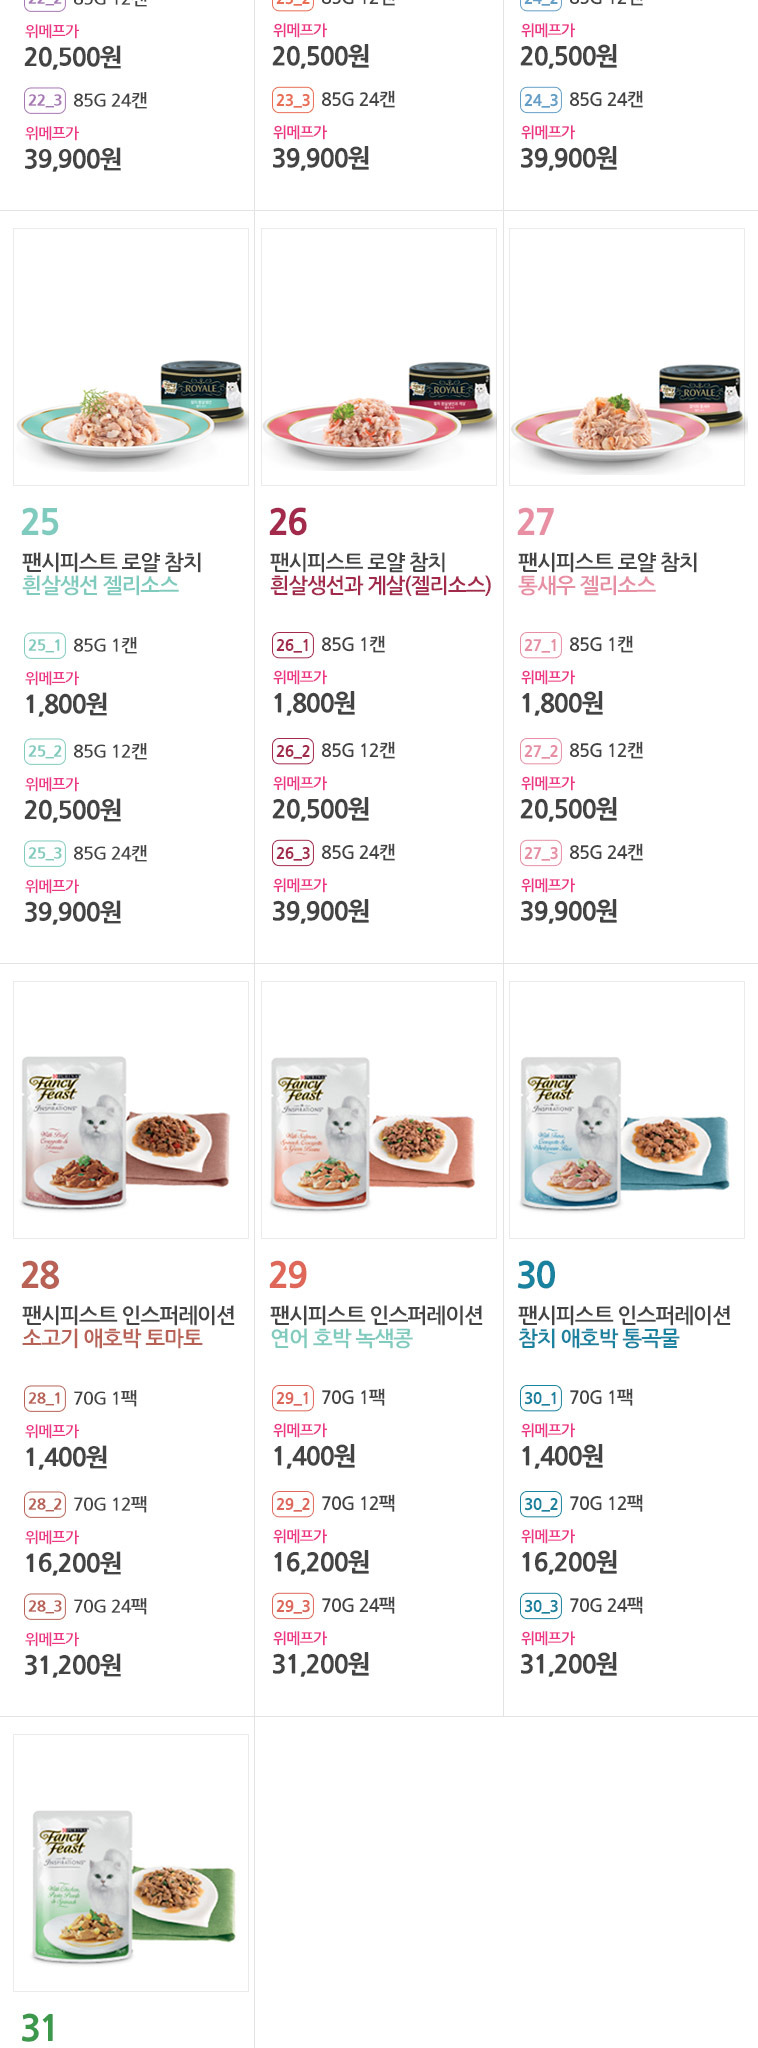 위메프가
20,500원
22_3 85G 24캔
위메프가
39,900원
위메프가
20,500원
23_3 85G 24캔
위메프가
39,900원
위메프가
20,500원
24_3 85G 24캔
위메프가
39,900원
ROYALE
25
팬시피스트 로얄 참치
흰살생선 젤리소스
25_1 85G 1캔
위메프가
1,800원
25_2 85G 12캔
위메프가
20,500원
25_3 85G 24캔
위메프가
39,900원
ROYALE
26
팬시피스트 로얄 참치
흰살생선과 게살(젤리소스)
26_1 85G 1캔
위메프가
1,800원
26_2 85G 12캔
위메프가
20,500원
26_3 85G 24캔
위메프가
39,900원
ROYALE
27
팬시피스트 로얄 참치
통새우 젤리소스
27_1 85G 1캔
위메프가
1,800원
27_2 85G 12캔
위메프가
20,500원
27_3 85G 24캔
위메프가
39,900원
PURINA
Fancy
Feast
INSPIRATIONS
28
팬시피스트 인스퍼레이션
소고기 애호박 토마토
28_1 70G 1팩
위메프가
1,400원
28_2 70G 12팩
위메프가
16,200원
28_3 70G 24팩
위메프가
31,200원
PURINA
Fancy
Feast
INSPIRATIONS
29
팬시피스트 인스퍼레이션
연어 호박 녹색콩
29_1 70G 1팩
위메프가
1,400원
29_2 70G 12팩
위메프가
16,200원
29_3 70G 24팩
위메프가
31,200원
PURINA
Fancy
Feast
INSPIRATIONS
30
팬시피스트 인스퍼레이션
참치 애호박 통곡물
30_1 70G 1팩
위메프가
1,400원
30_2 70G 12팩
위메프가
16,200원
30_3 70G 24팩
위메프가
31,200원
PURINA
Fancy
Feast
INSPIRATIONS
31